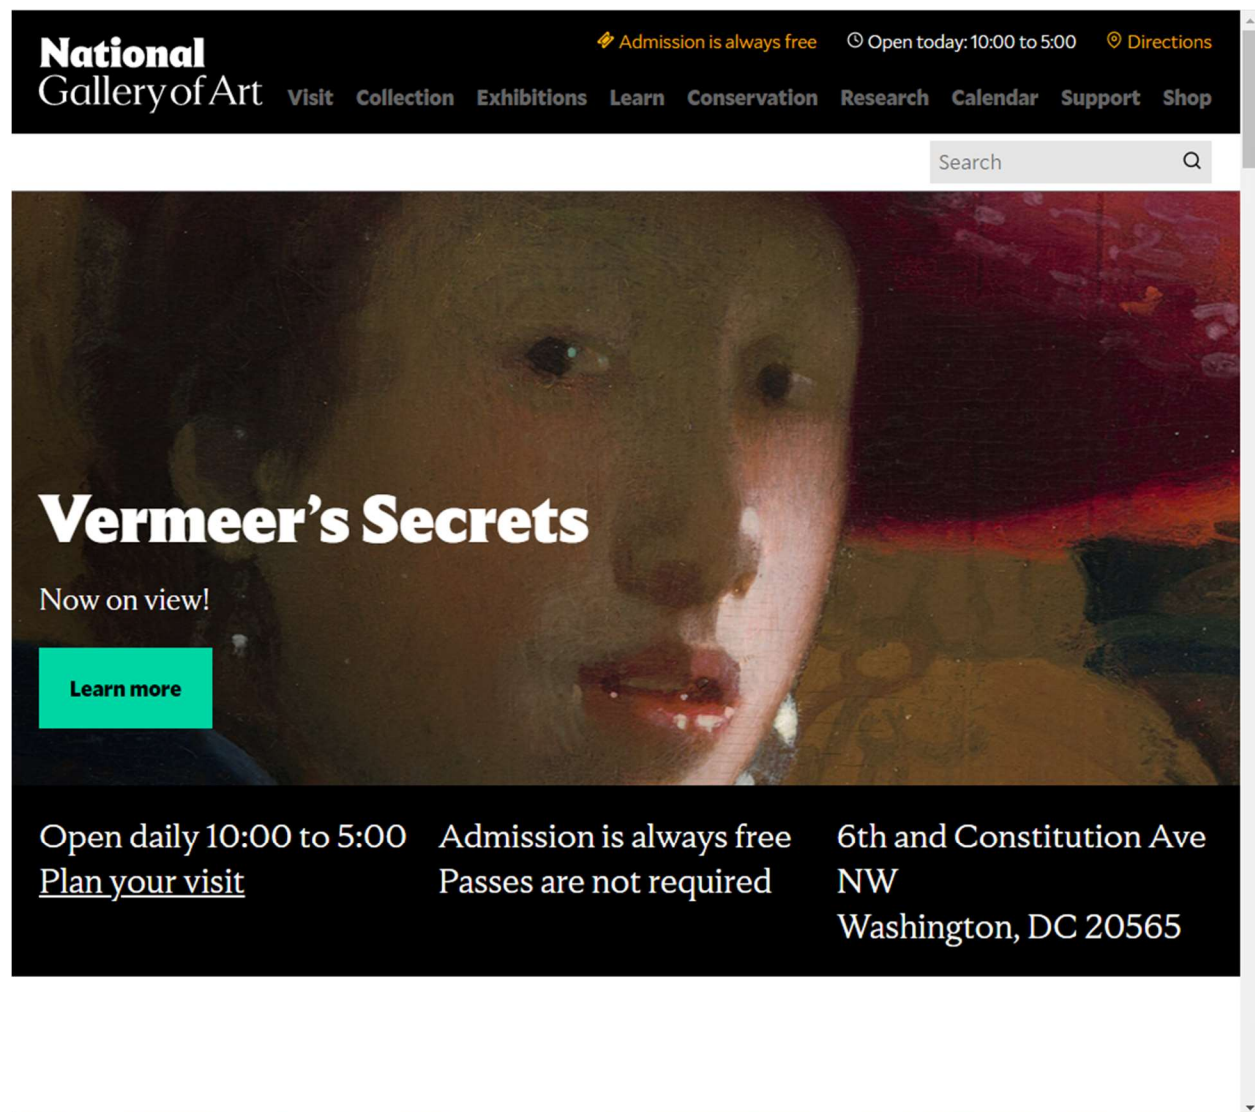 National
Gallery of Art
Admission is always free
Open today: 10:00 to 5:00
Directions
Visit Collection Exhibitions Learn Conservation Research Calendar Support Shop
Search
Vermeer’s Secrets
Now on view!
Learn more
Open daily 10:00 to 5:00
Plan your visit
Admission is always free
Passes are not required
6th and Constitution Ave
NW
Washington, DC 20565